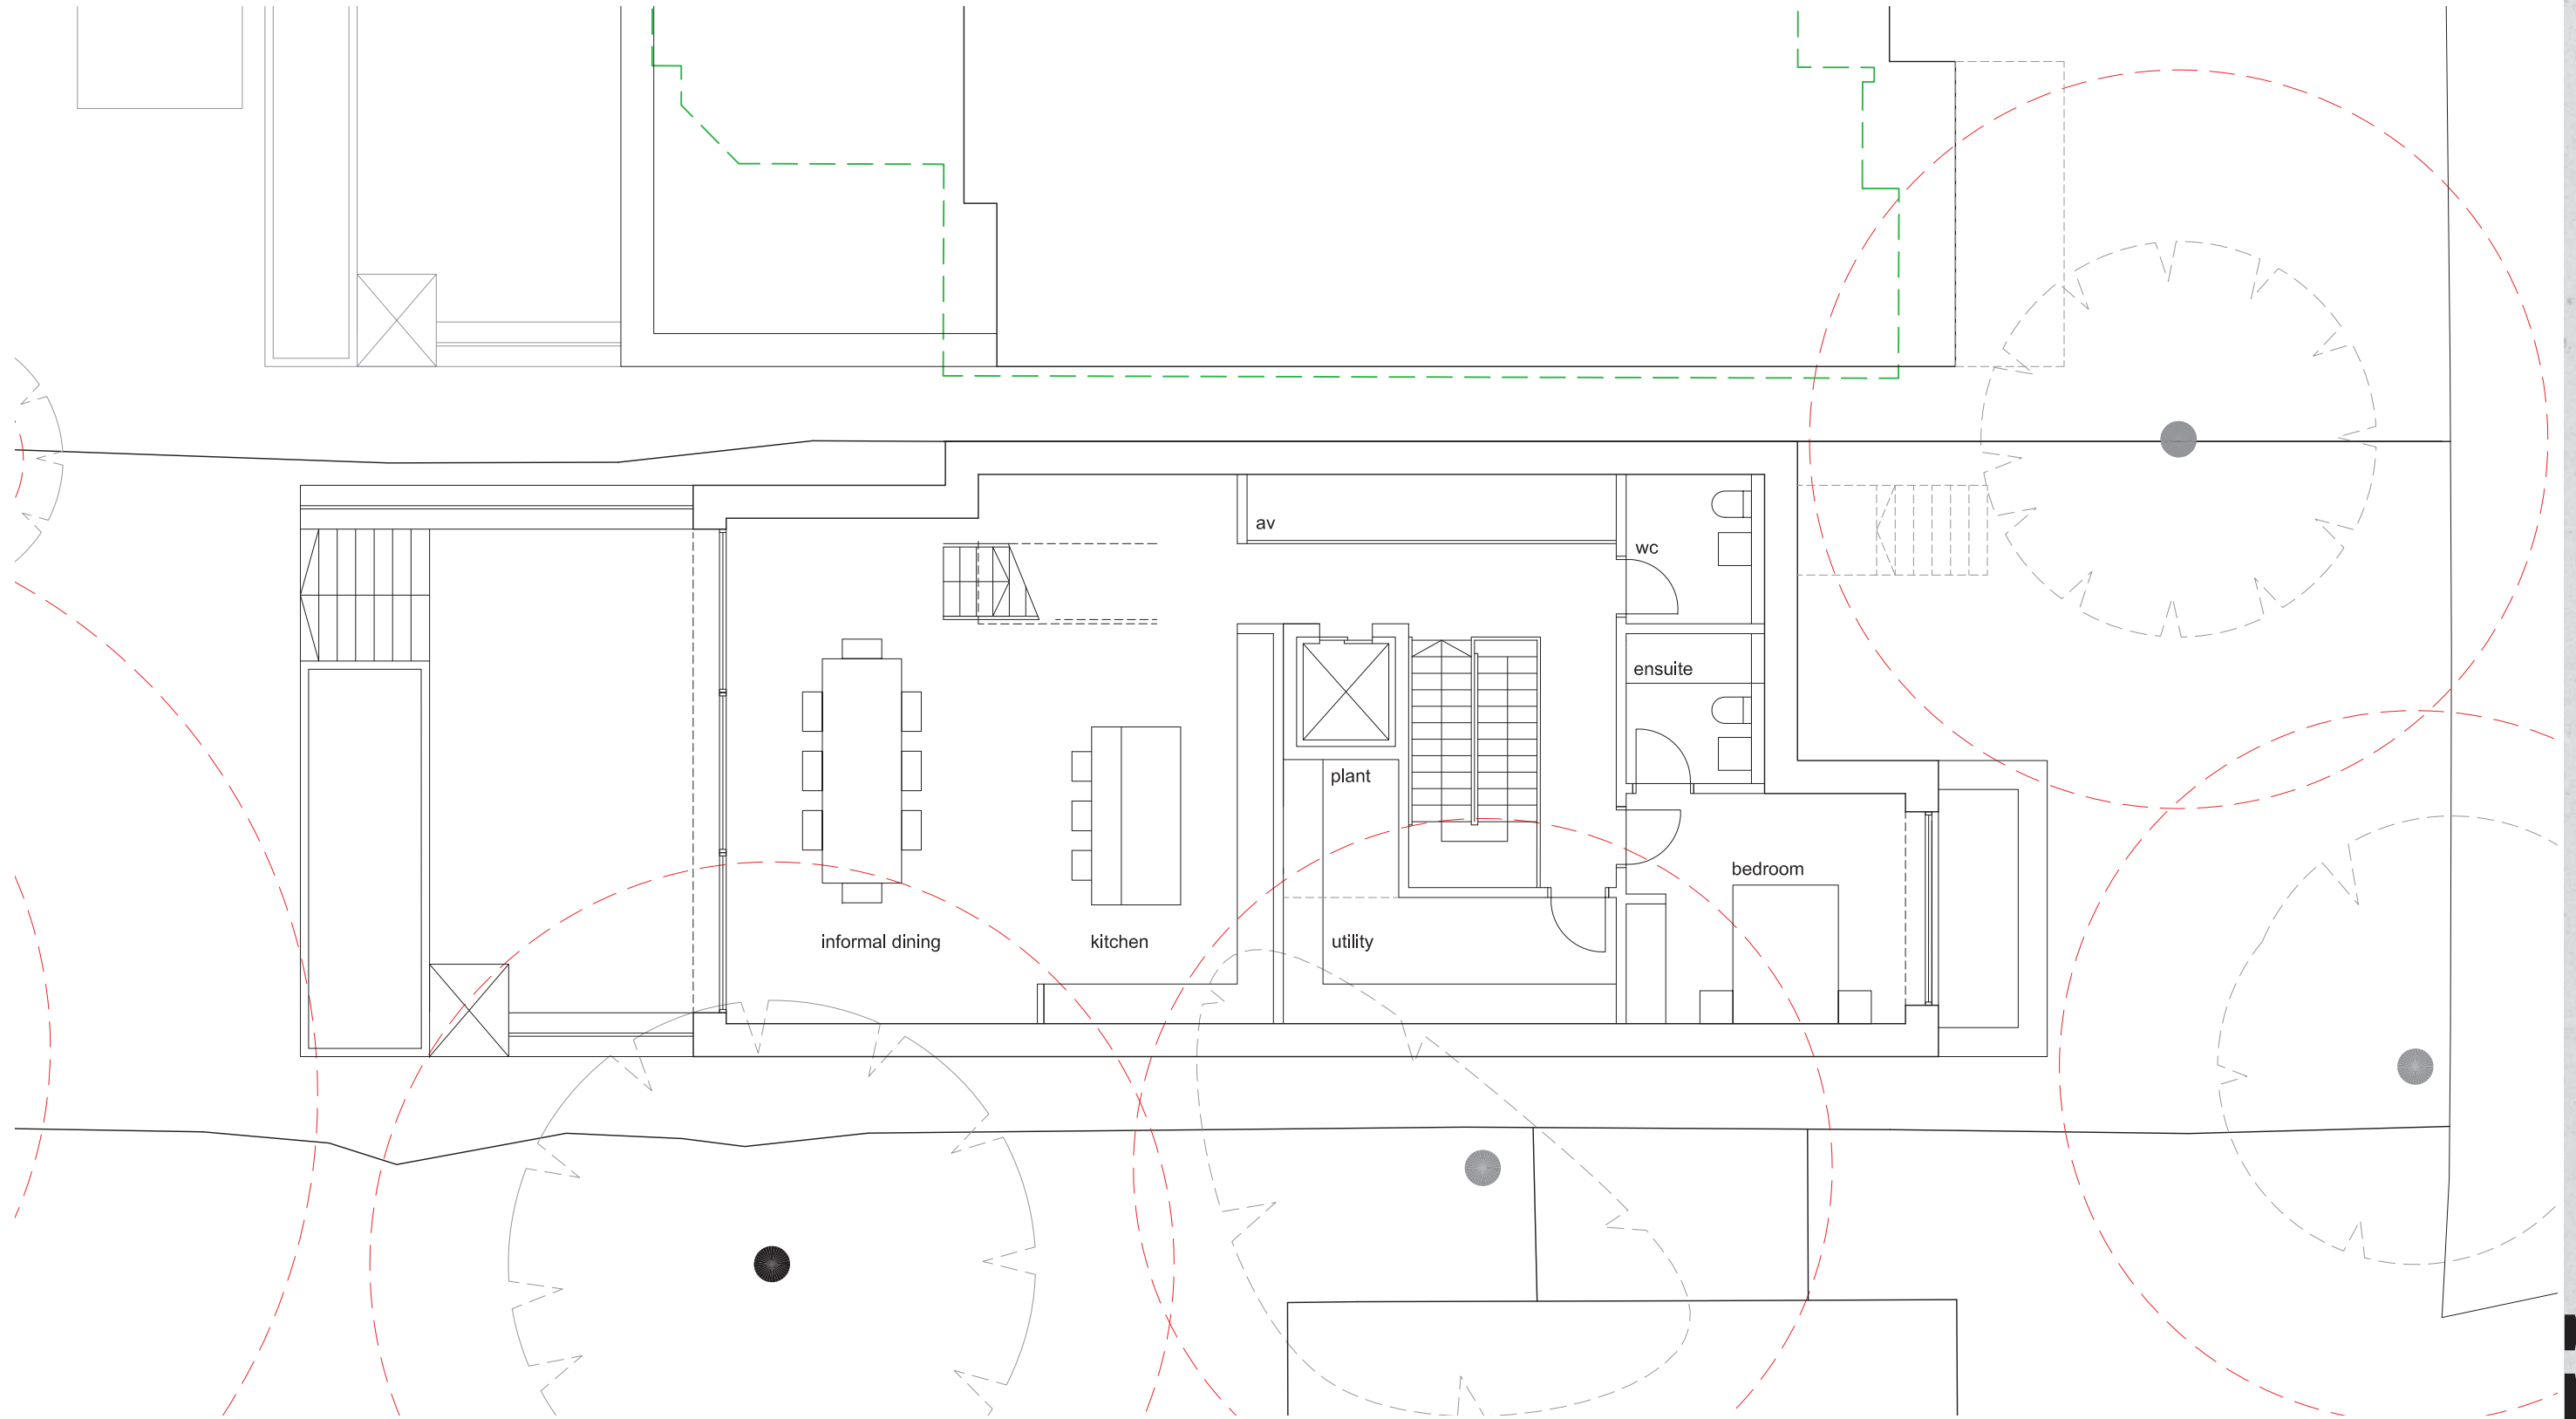 av
wc
ensuite
plant
bedroom
informal dining
kitchen
utility